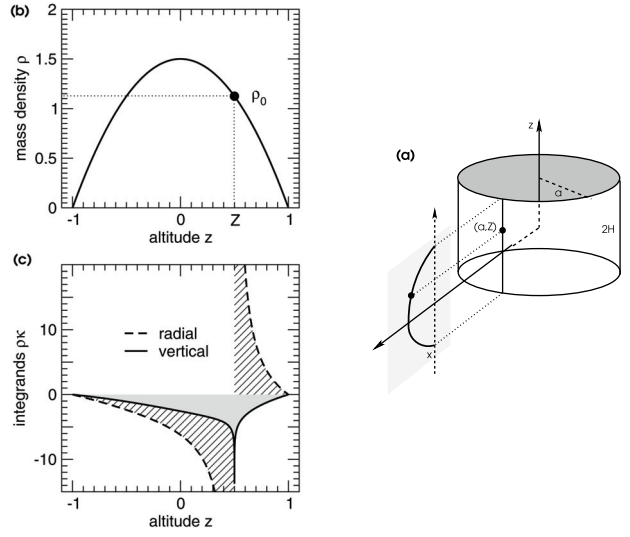 (b)
2
1.5
1
0.5
0
mass density ρ
ρ0
-1
0
Z
1
altitude z
(c)
10
0
-10
integrands ρκ
radial
vertical
-1
0
1
altitude z
(a)
z
a
(a,Z)
2H
x